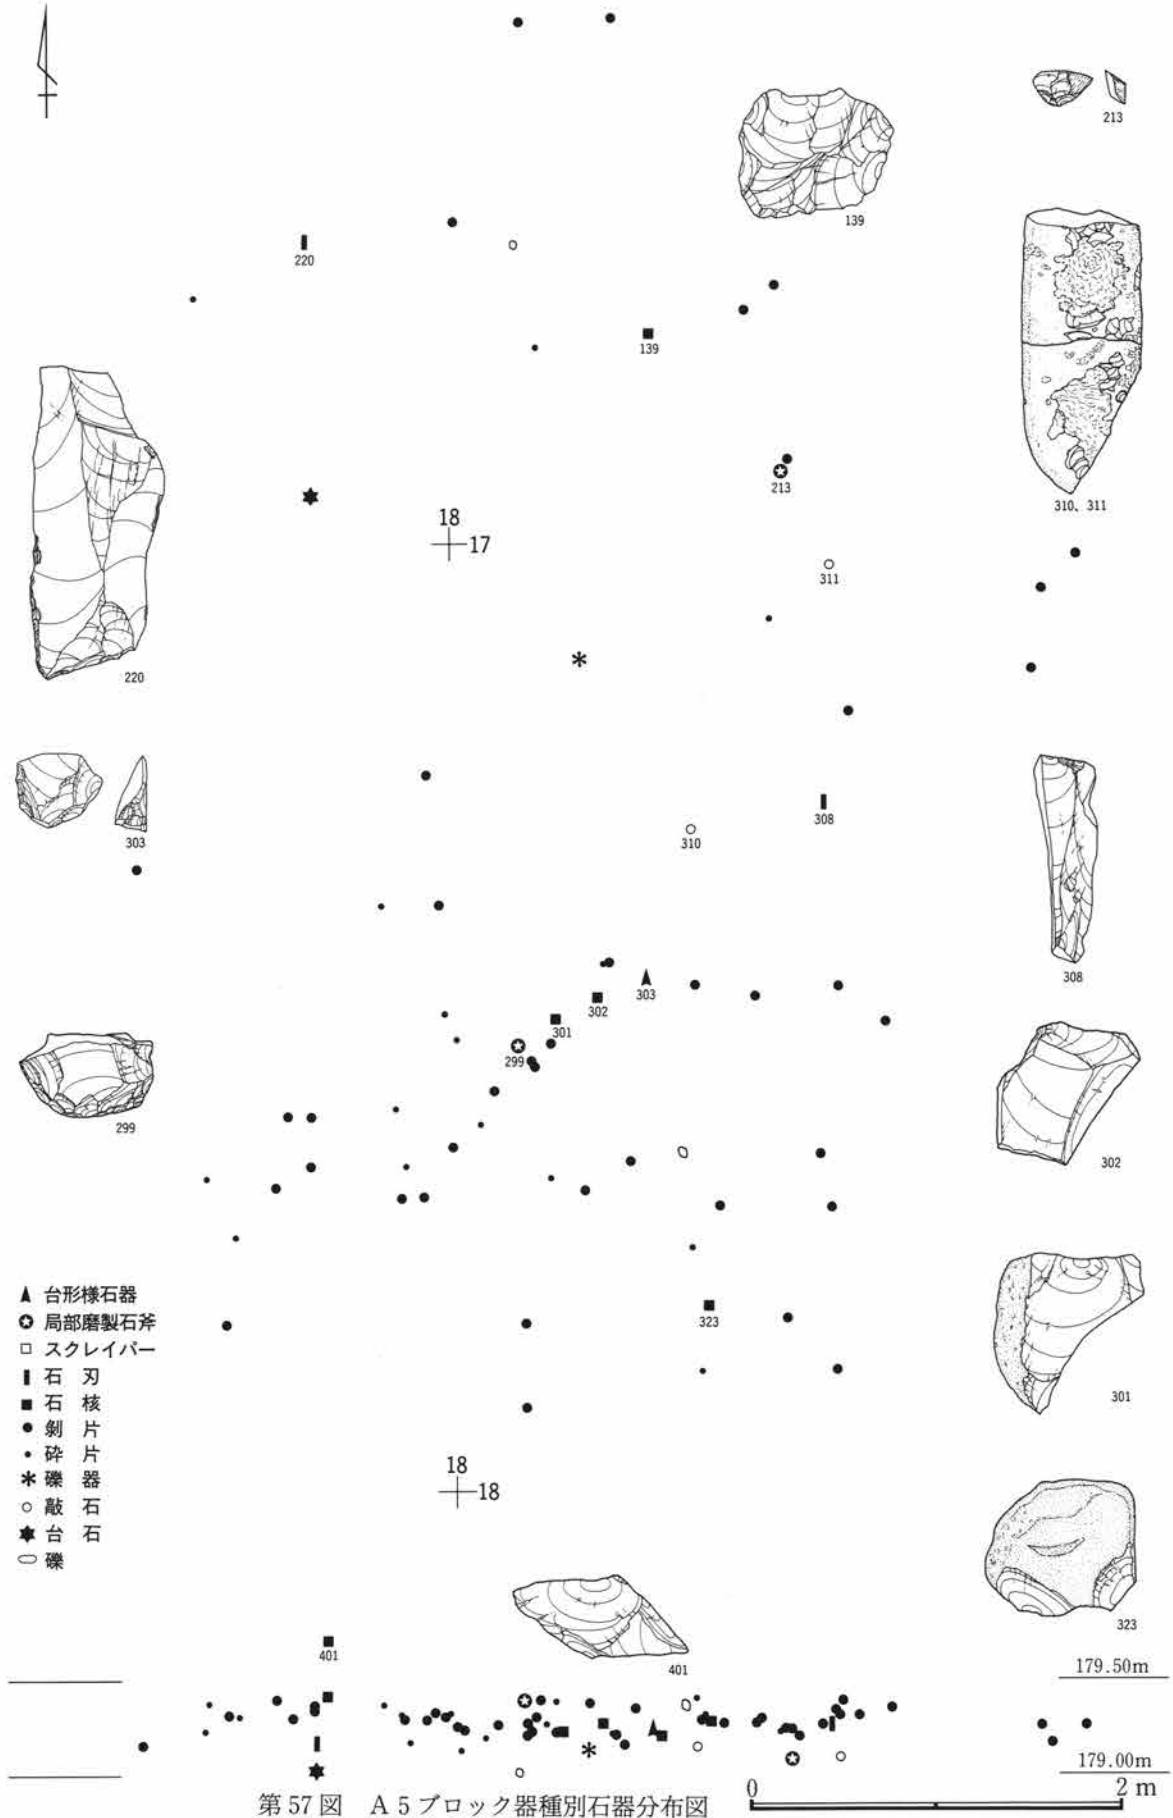 213
139
220
139
310、311
213
18
17
311
220
308
310
303
308
303
302
301
299
299
302
323
▲ 台形様石器
局部磨製石斧
□ スクレイパー
石 刃
■ 石 核
● 剝 片
• 砕 片
* 礫 器
○ 敲 石
台 石
礫
301
18
18
323
401
401
179.50m
179.00m
0 2 m
第57図 A5ブロック器種別石器分布図